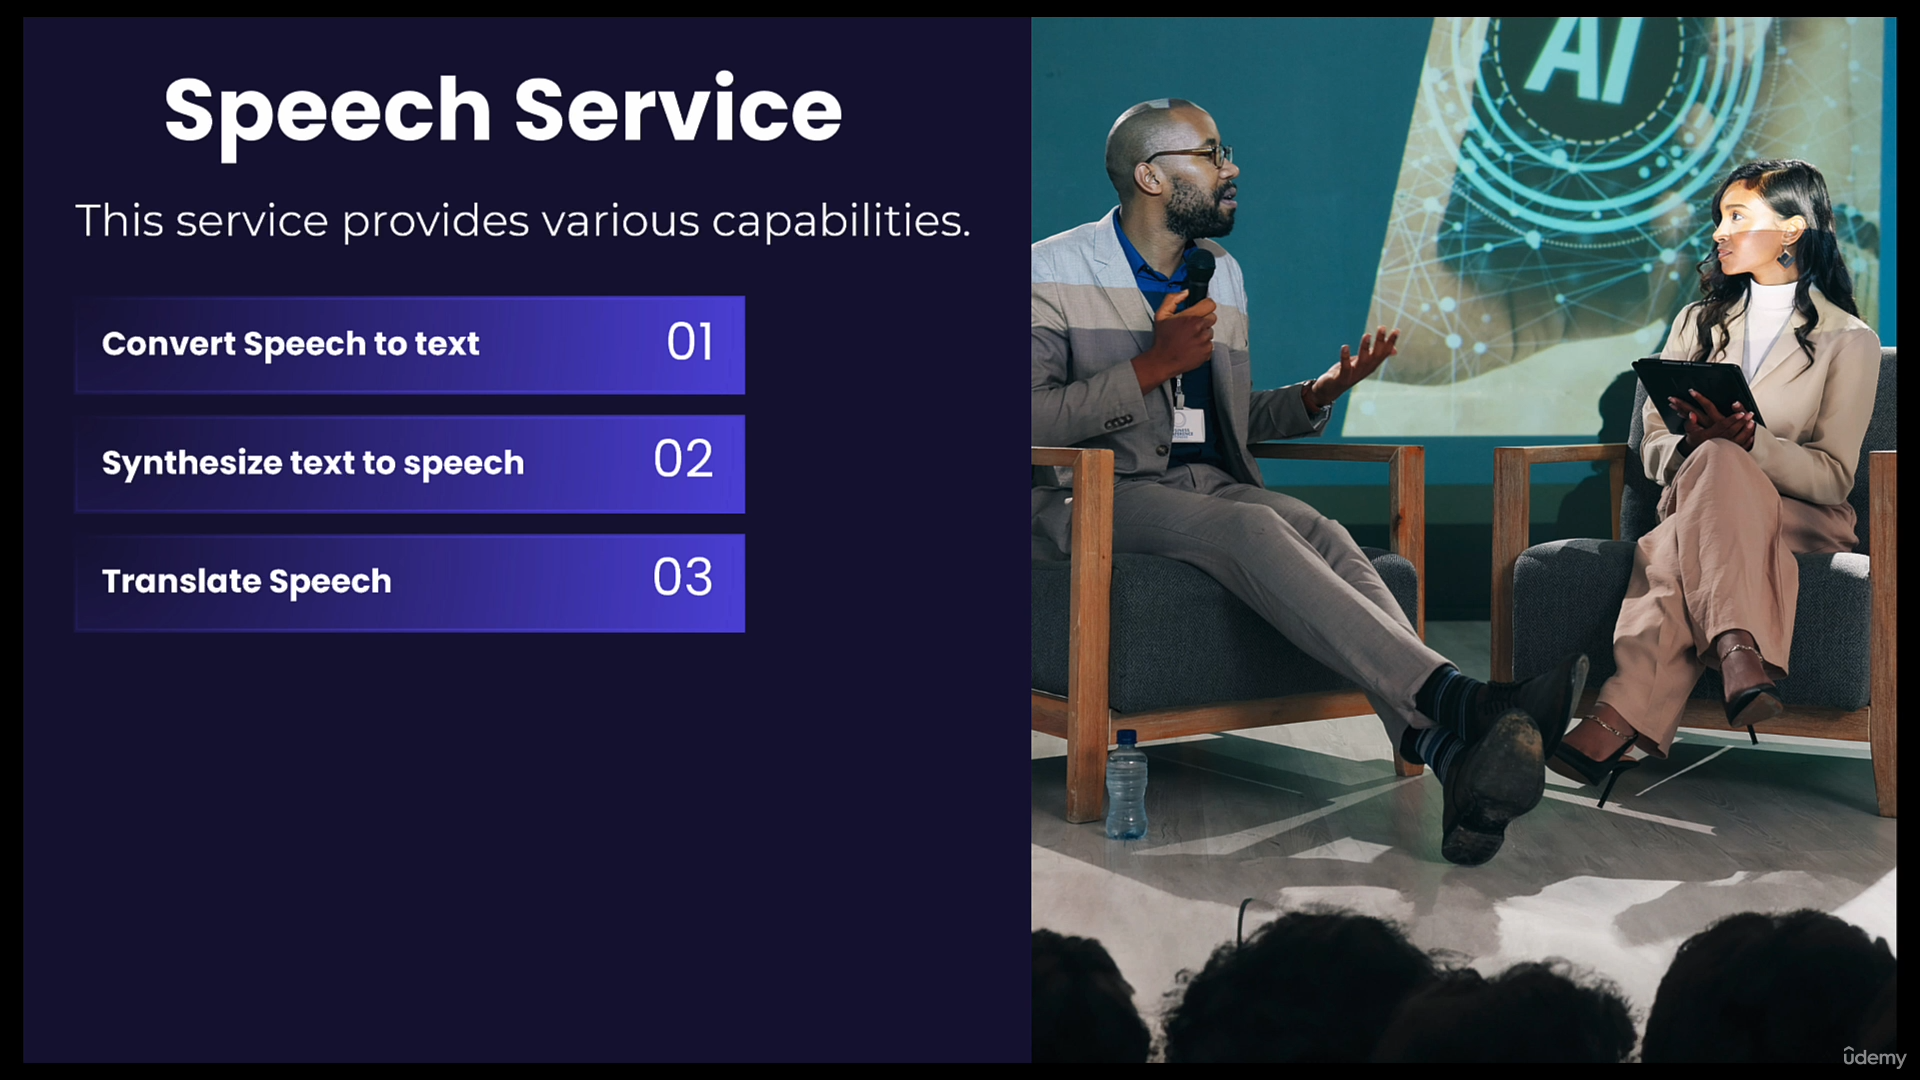 Speech Service
This service provides various capabilities.
Convert Speech to text 01
Synthesize text to speech 02
Translate Speech 03
AI
ûdemy